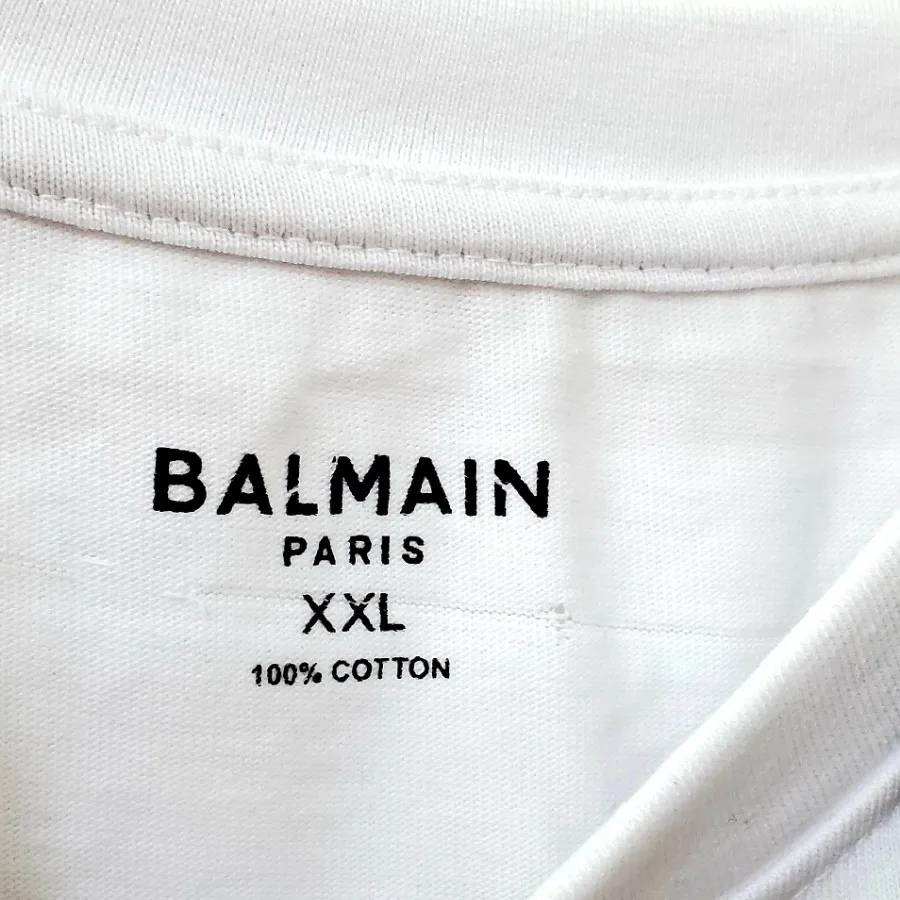 BALMAIN
PARIS
XXL
100% COTTON